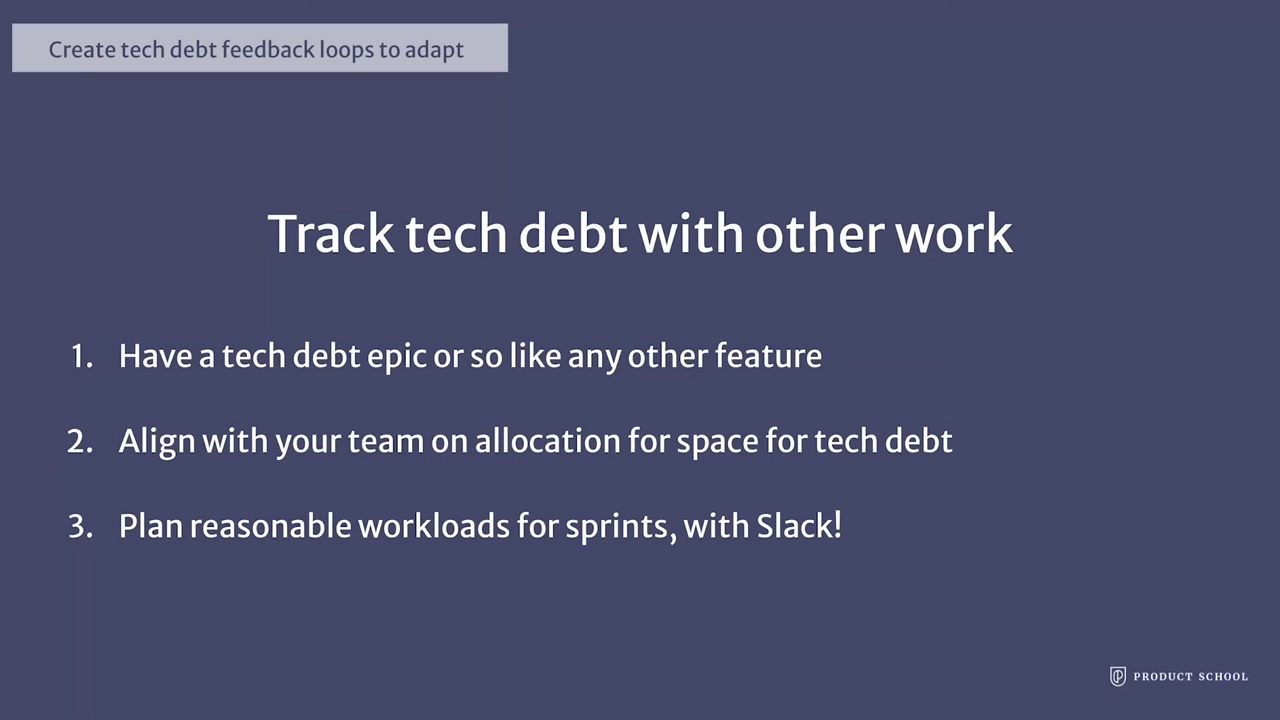 Create tech debt feedback loops to adapt
Track tech debt with other work
1. Have a tech debt epic or so like any other feature
2. Align with your team on allocation for space for tech debt
3. Plan reasonable workloads for sprints, with Slack!
PRODUCT SCHOOL